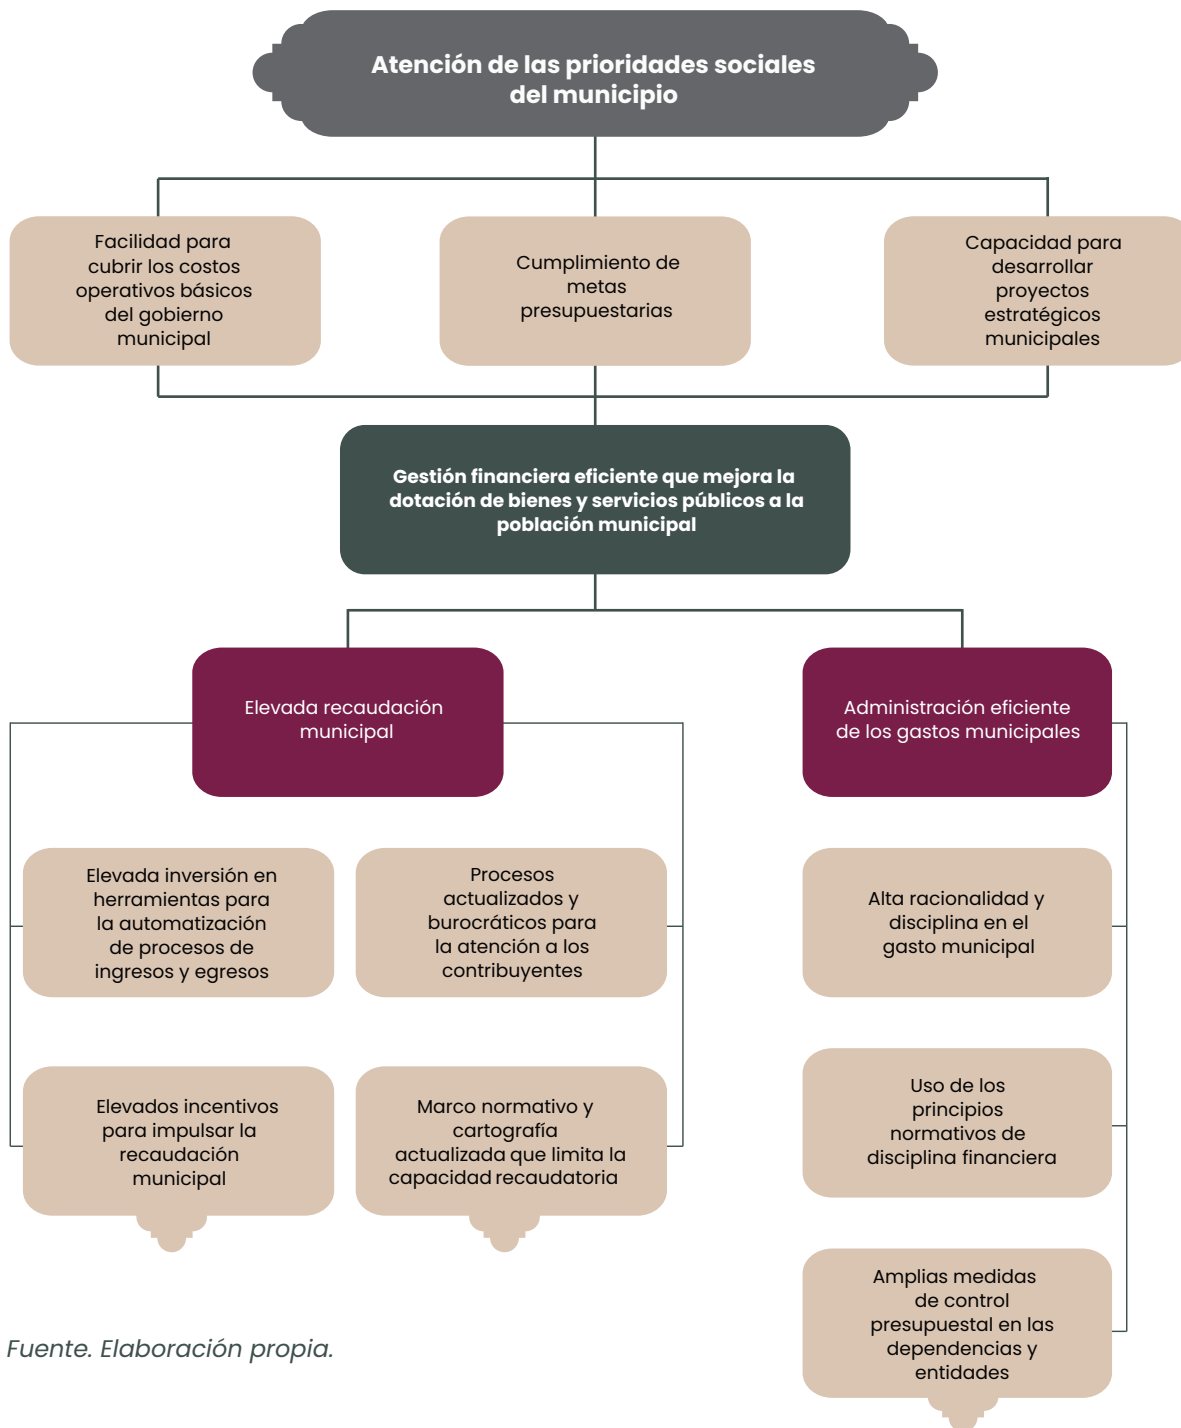 Atención de las prioridades sociales
del municipio
Facilidad para
cubrir los costos
operativos básicos
del gobierno
municipal
Cumplimiento de
metas
presupuestarias
Capacidad para
desarrollar
proyectos
estratégicos
municipales
Gestión financiera eficiente que mejora la
dotación de bienes y servicios públicos a la
población municipal
Elevada recaudación
municipal
Administración eficiente
de los gastos municipales
Elevada inversión en
herramientas para
la automatización
de procesos de
ingresos y egresos
Procesos
actualizados y
burocráticos para
la atención a los
contribuyentes
Alta racionalidad y
disciplina en el
gasto municipal
Elevados incentivos
para impulsar la
recaudación
municipal
Marco normativo y
cartografía
actualizada que limita la
capacidad recaudatoria
Uso de los
principios
normativos de
disciplina financiera
Amplias medidas
de control
presupuestal en las
dependencias y
entidades
Fuente. Elaboración propia.